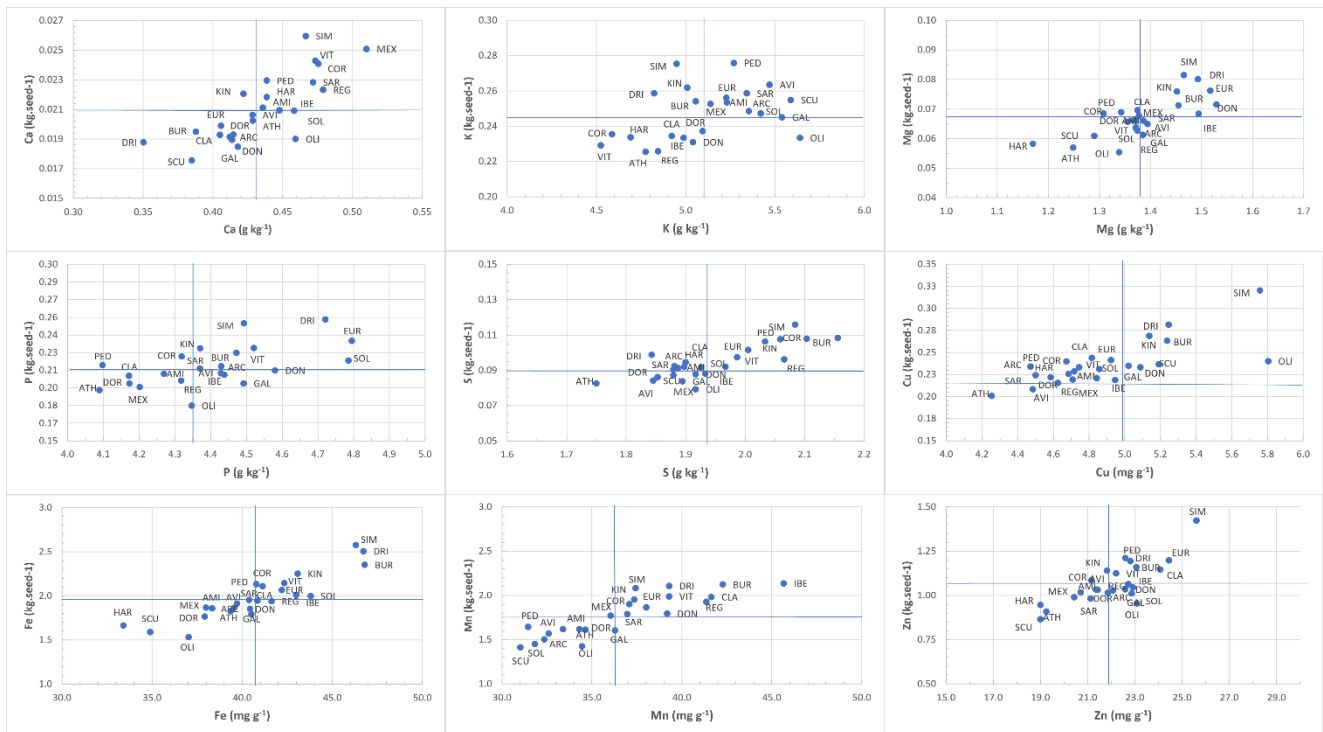 0.027
0.025
0.023
0.021
0.019
0.017
0.015
Ca (kg.seed-1)
SIM
MEX
VIT
COR
PED
SAR
KIN
HAR
REG
AMI
IBE
EUR
DOR
AVI
SOL
BUR
ATH
CLA
ARC
OLI
DRI
DON
SCU
GAL
0.30 0.35 0.40 0.45 0.50 0.55
Ca (g kg-1)
0.30
0.28
0.26
0.24
0.22
0.20
K (kg.seed-1)
SIM
PED
KIN
EUR
AVI
DRI
SAR
SCU
BUR
AMI
ARC
MEX
SOL
GAL
COR
HAR
CLA
DOR
OLI
VIT
IBE
DON
ATH
REG
4.0 4.5 5.0 5.5 6.0
K (g kg-1)
0.10
0.09
0.08
0.07
0.06
0.05
0.04
Mg (kg.seed-1)
DRI
SIM
KIN
EUR
PED
CLA
BUR
DON
COR
MEX
DOR
AMI
SAR
IBE
SCU
VIT
AVI
SOL
ARC
HAR
GAL
ATH
OLI
REG
1.0 1.1 1.2 1.3 1.4 1.5 1.6 1.7
Mg (g kg-1)
0.30
0.28
0.26
0.25
0.23
0.21
0.20
0.18
0.16
0.15
P (kg.seed-1)
SIM
DRI
EUR
KIN
PED
COR
BUR
SAR
VIT
SOL
CLA
ARC
AMI
AVI
DON
DOR
IBE
ATH
REG
GAL
MEX
OLI
4.0 4.1 4.2 4.3 4.4 4.5 4.6 4.7 4.8 4.9 5.0
P (g kg-1)
0.15
0.13
0.11
0.09
0.07
0.05
S (kg.seed-1)
SIM
PED
COR
BUR
CLA
EUR
KIN
DRI
ARC
HAR
VIT
SAR
SOL
REG
DOR
ATH
SCU
GAL
DON
IBE
AVI
MEX
OLI
1.6 1.7 1.8 1.9 2.0 2.1 2.2
S (g kg-1)
0.35
0.33
0.30
0.28
0.25
0.23
0.20
0.18
0.15
Cu (kg.seed-1)
SIM
DRI
CLA
KIN
BUR
EUR
PED
ARC
COR
VIT
SCU
OLI
HAR
SOL
SAR
AMI
GAL
DON
ATH
AVI
REG
MEX
IBE
4.0 4.2 4.4 4.6 4.8 5.0 5.2 5.4 5.6 5.8 6.0
Cu (mg g-1)
3.0
2.5
2.0
1.5
1.0
Fe (kg.seed-1)
SIM
DRI
BUR
COR
KIN
PED
VIT
EUR
SOL
AMI
AVI
SAR
CLA
HAR
MEX
REG
IBE
SCU
DOR
ARC
DON
ATH
GAL
OLI
30.0 35.0 40.0 45.0 50.0
Fe (mg g-1)
3.0
2.5
2.0
1.5
1.0
Mn (kg.seed-1)
SIM
DRI
BUR
IBE
KIN
MEX
COR
EUR
VIT
CLA
REG
PED
SAR
DON
AVI
AMI
ATH
DOR
GAL
SCU
SOL
ARC
OLI
31.0 35.0 39.0 43.0 47.0
Mn (mg g-1)
1.50
1.25
1.00
0.75
0.50
Zn (kg.seed-1)
SIM
PED
DRI
EUR
KIN
BUR
COR
AVI
VIT
CLA
MEX
REG
IBE
HAR
DOR
ARC
DON
SCU
ATH
SAR
GAL
SOL
OLI
15.0 17.0 19.0 21.0 23.0 25.0 27.0 29.0
Zn (mg g-1)